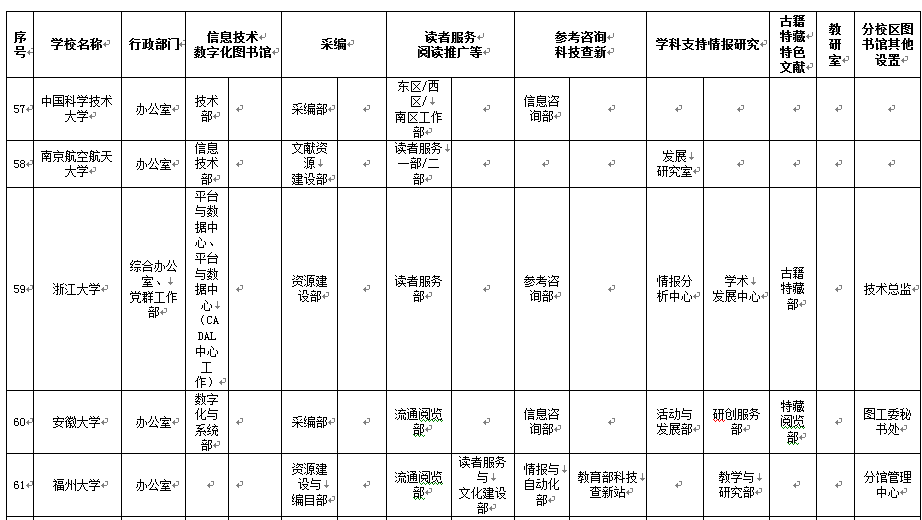 序号 学校名称 行政部门 信息技术 数字化图书馆 采编 读者服务 阅读推广等 参考咨询 科技查新 学科支持情报研究 古籍特藏特色文献 教研室 分校区图书馆其他设置
57 中国科学技术大学 办公室 技术部 采编部 东区/西区/南区工作部 信息咨询部
58 南京航空航天大学 办公室 信息技术部 文献资源建设部 读者服务一部/二部 发展研究室
59 浙江大学 综合办公室、党群工作部 平台与数据中心、平台与数据中心（CADAL中心工作） 资源建设部 读者服务部 参考咨询部 情报分析中心 学术发展中心 古籍特藏部 技术总监
60 安徽大学 办公室 数字化与系统部 采编部 流通阅览部 信息咨询部 活动与发展部 研创服务部 特藏阅览部 图工委秘书处
61 福州大学 办公室 资源建设与编目部 流通阅览部 读者服务与文化建设部 情报与自动化部 教育部科技查新站 教学与研究部 分馆管理中心